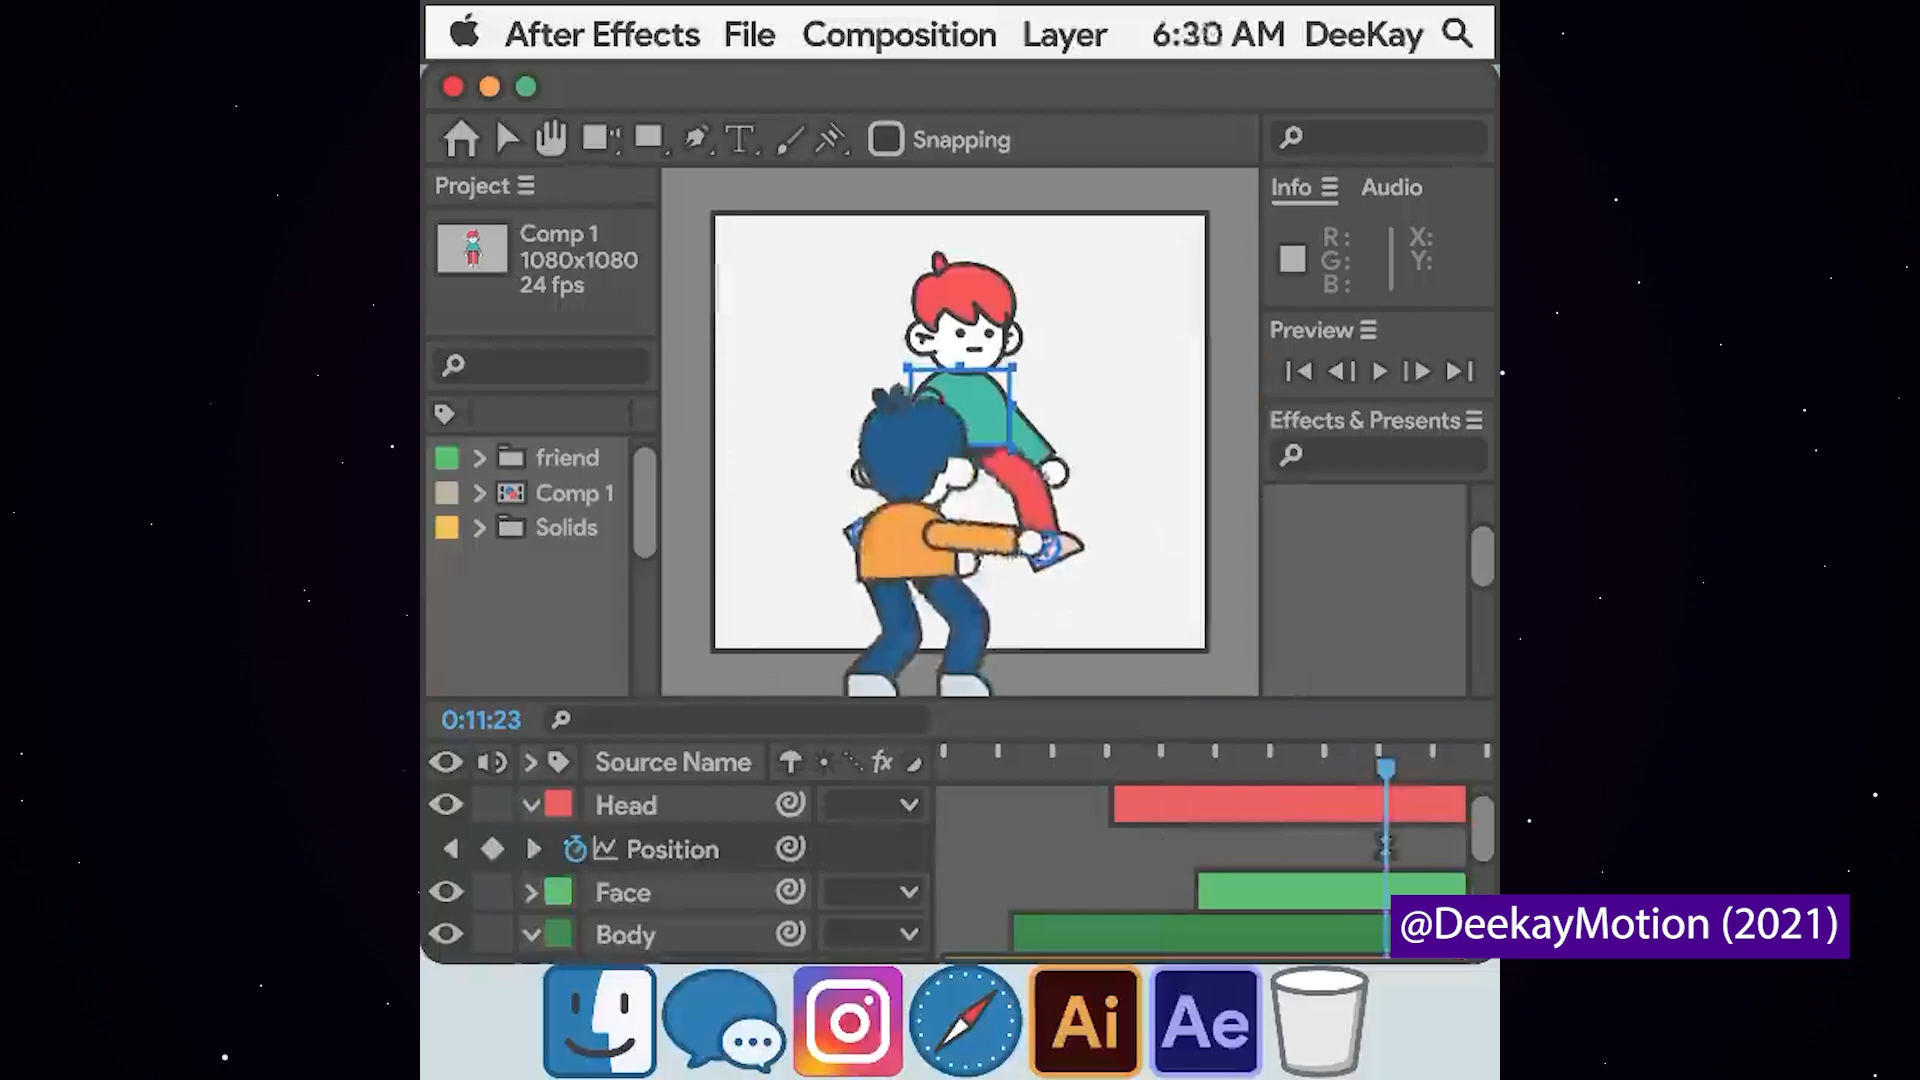 After Effects File Composition Layer 6:30 AM DeeKay
Snapping
Project
Info Audio
Comp 1
1080x1080
24 fps
R:
G:
B:
X:
Y:
Preview
Effects & Presents
friend
Comp 1
Solids
0:11:23
Source Name fx
Head
Position
Face
Body
@DeekayMotion (2021)
Ai
Ae